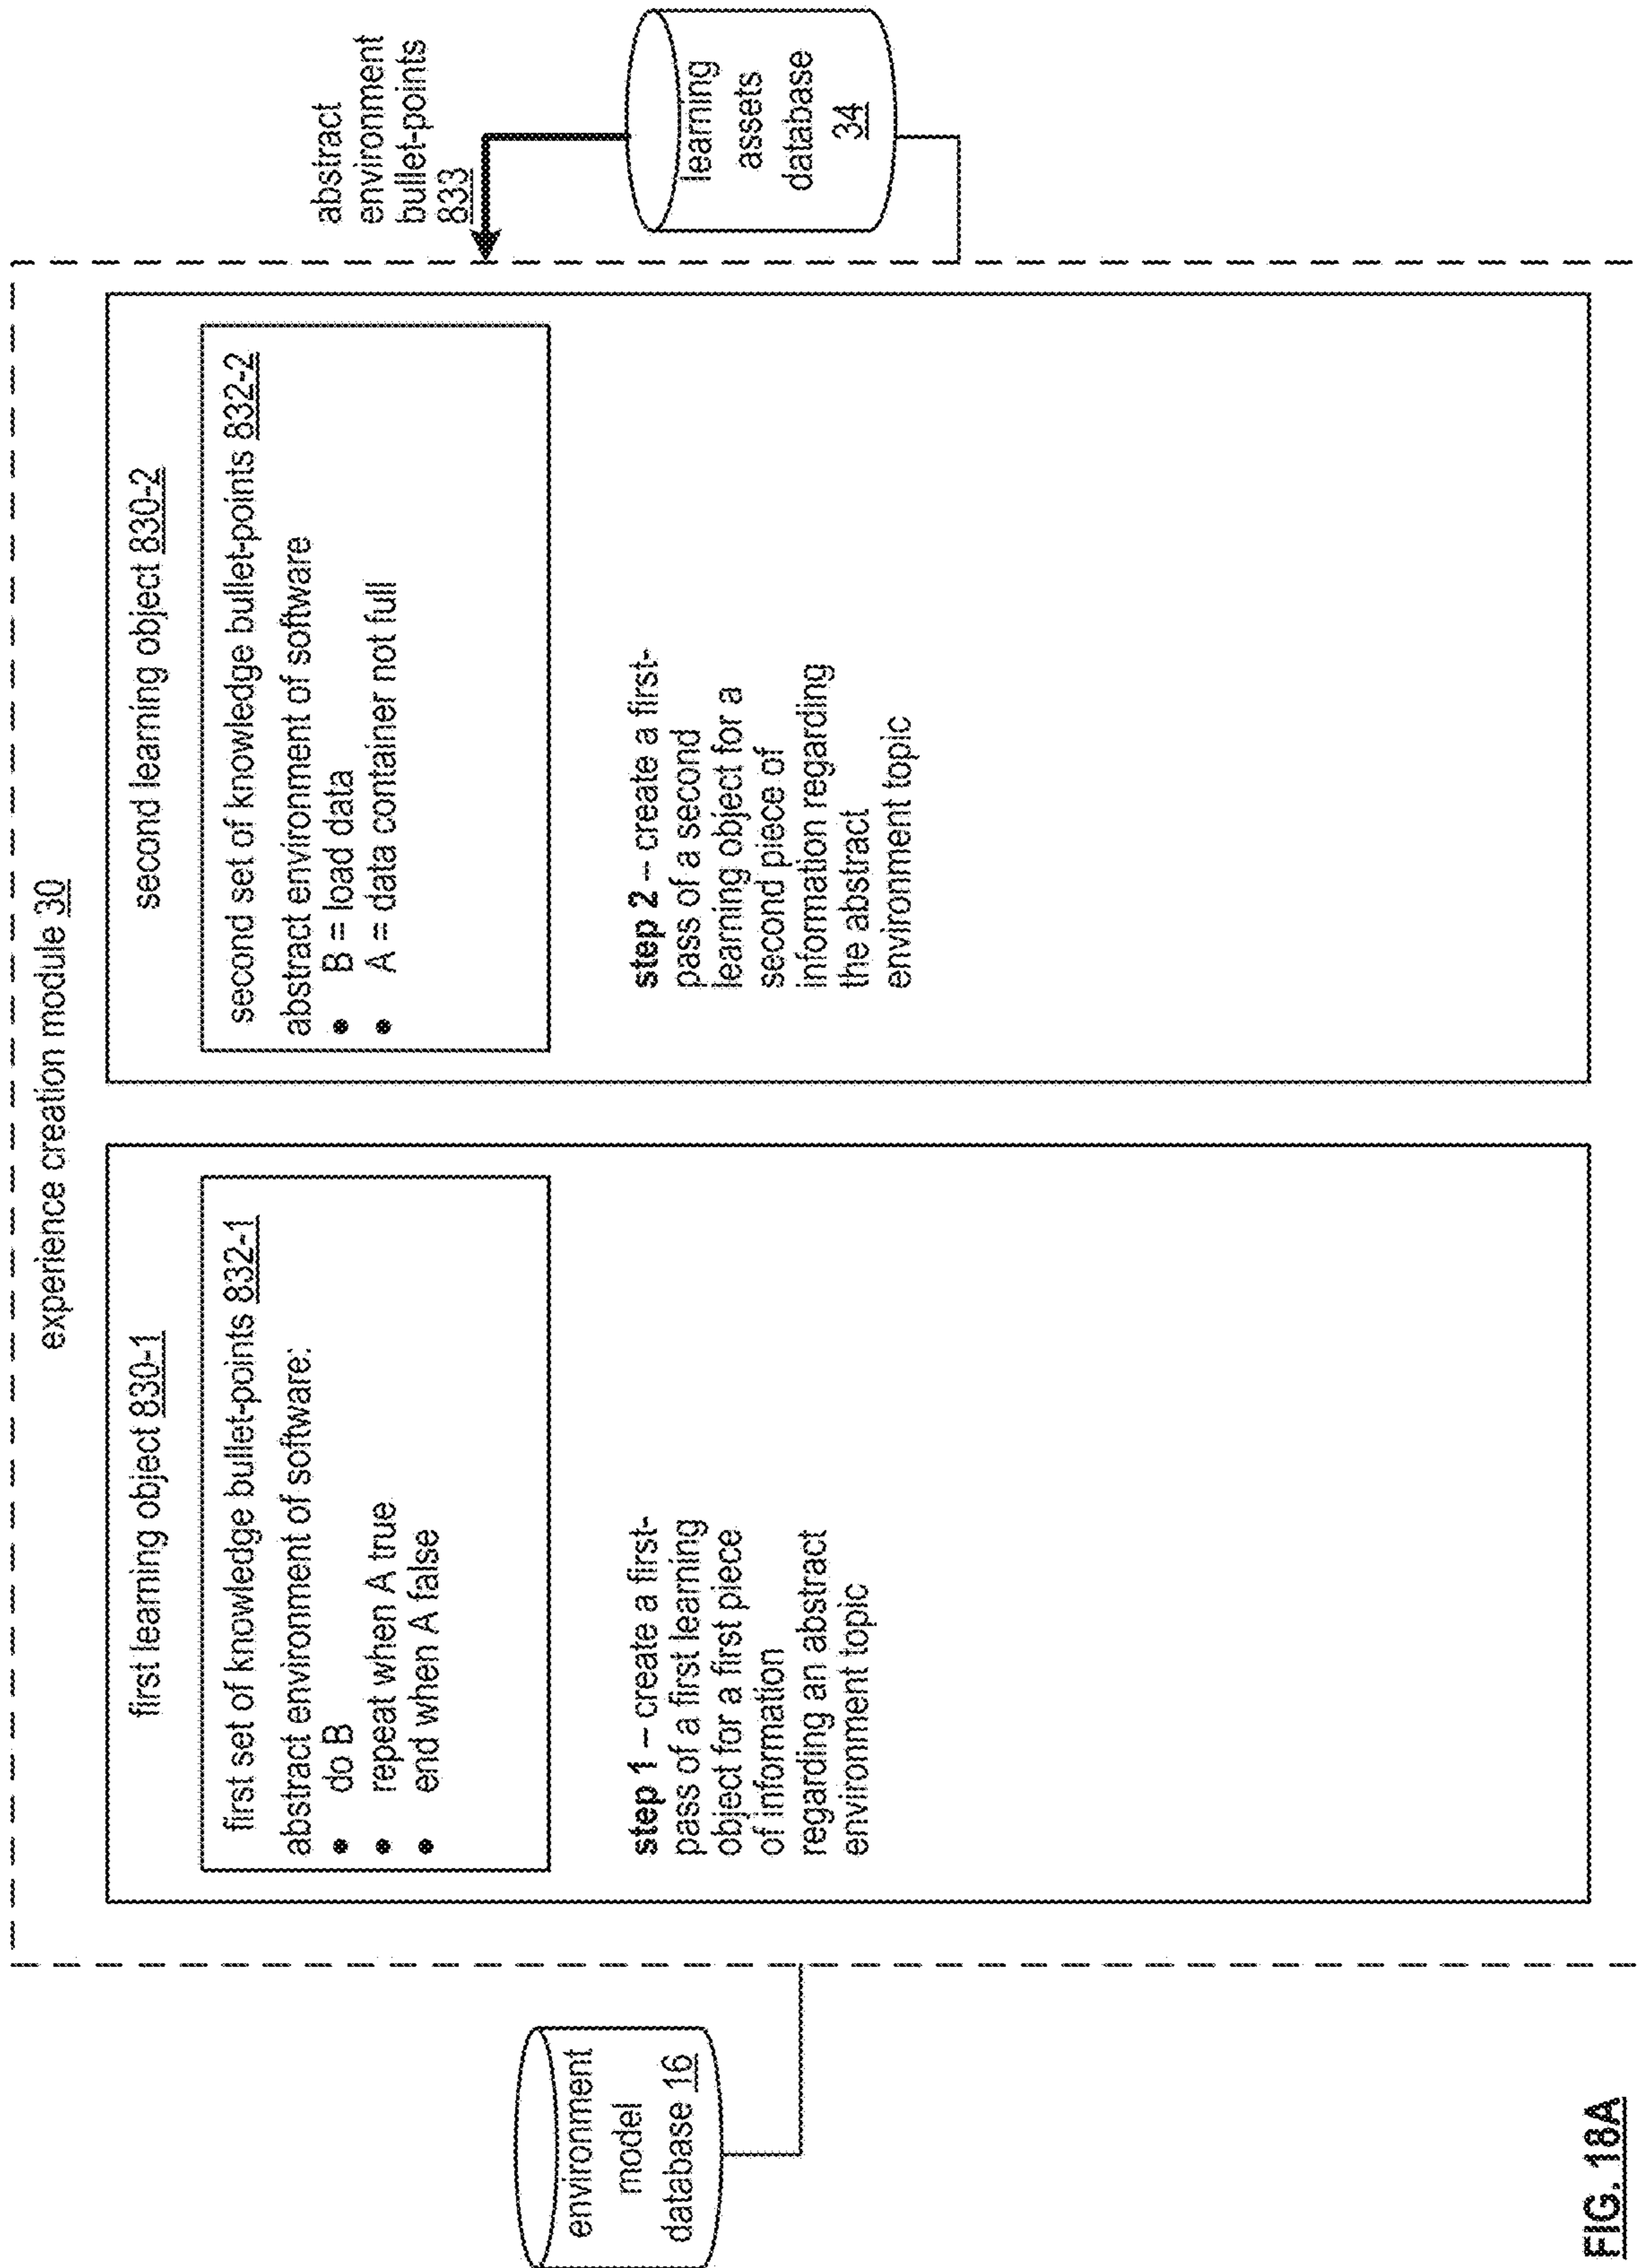 experience creation module 30
first learning object 830-1
first set of knowledge bullet-points 832-1
abstract environment of software:
• do B
• repeat when A true
• end when A false
step 1 – create a first-
pass of a first learning
object for a first piece
of information
regarding an abstract
environment topic
second learning object 830-2
second set of knowledge bullet-points 832-2
abstract environment of software
• B = load data
• A = data container not full
step 2 – create a first-
pass of a second
learning object for a
second piece of
information regarding
the abstract
environment topic
abstract
environment
bullet-points
833
learning
assets
database
34
environment
model
database 16
FIG. 18A